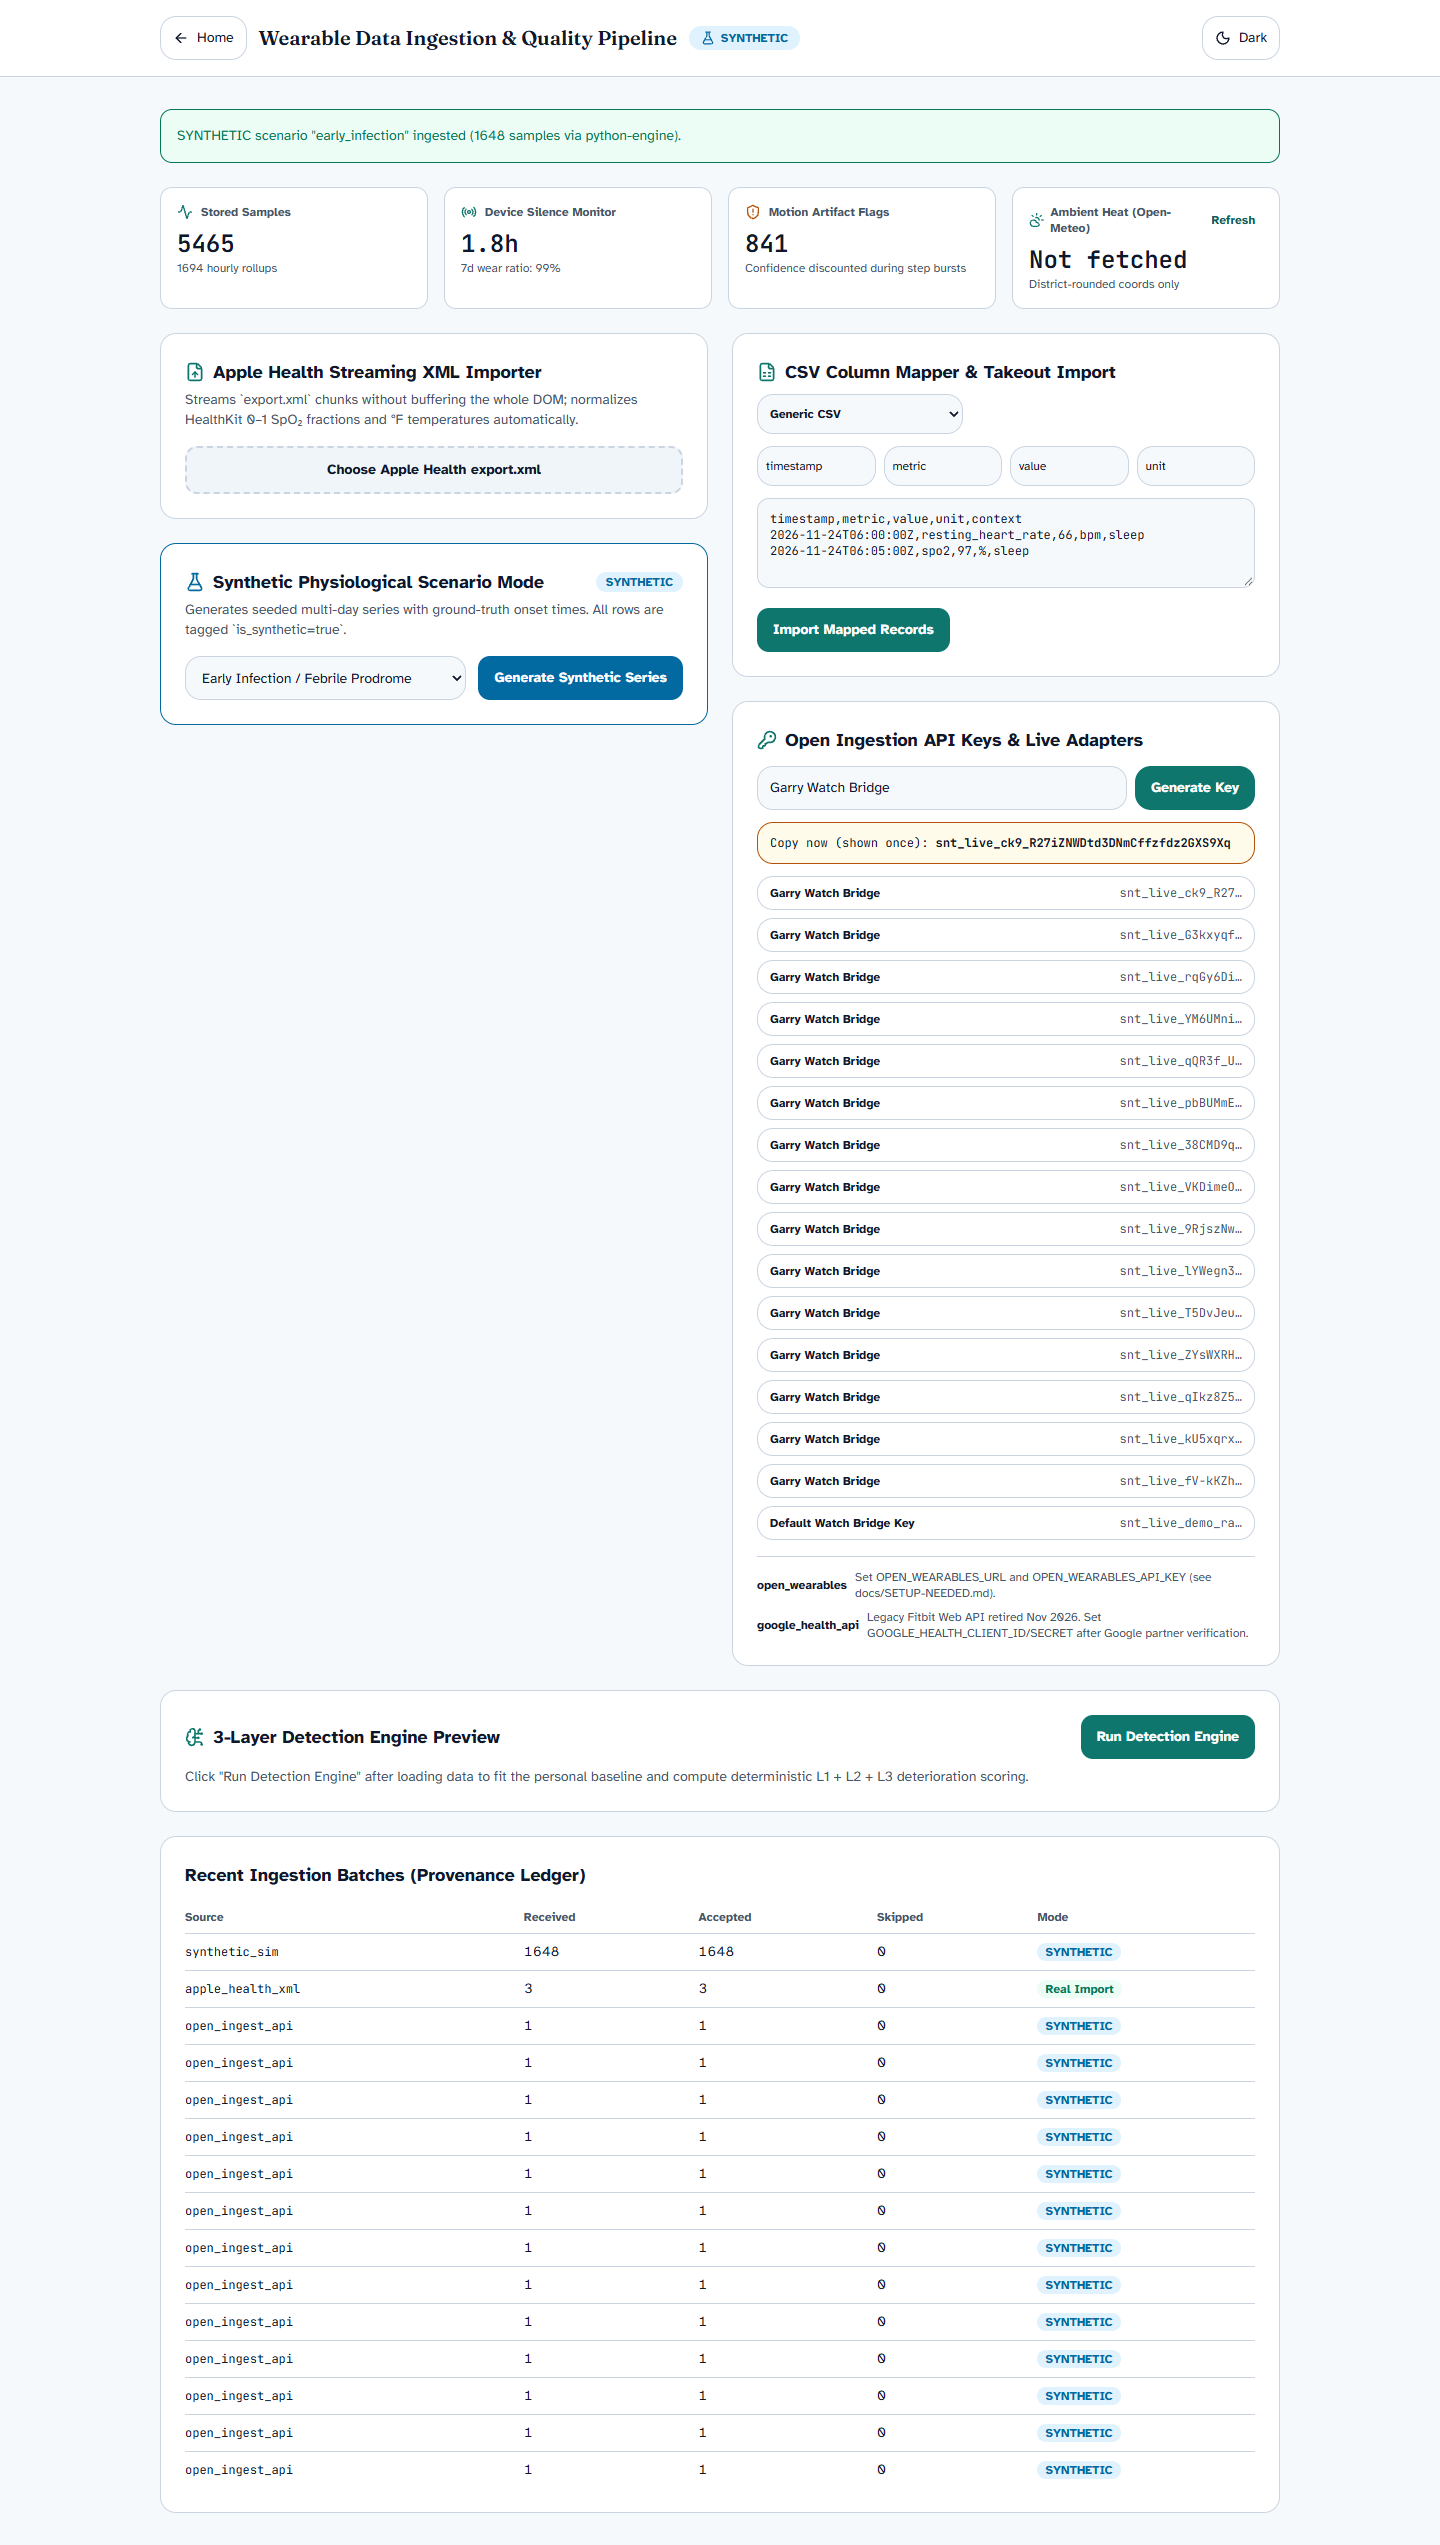 Home
Wearable Data Ingestion & Quality Pipeline
SYNTHETIC
Dark
SYNTHETIC scenario "early_infection" ingested (1648 samples via python-engine).
Stored Samples
5465
1694 hourly rollups
Device Silence Monitor
1.8h
7d wear ratio: 99%
Motion Artifact Flags
841
Confidence discounted during step bursts
Ambient Heat (Open-
Meteo)
Refresh
Not fetched
District-rounded coords only
Apple Health Streaming XML Importer
Streams `export.xml` chunks without buffering the whole DOM; normalizes
HealthKit 0–1 SpO₂ fractions and °F temperatures automatically.
Choose Apple Health export.xml
Synthetic Physiological Scenario Mode
SYNTHETIC
Generates seeded multi-day series with ground-truth onset times. All rows are
tagged `is_synthetic=true`.
Early Infection / Febrile Prodrome
Generate Synthetic Series
CSV Column Mapper & Takeout Import
Generic CSV
timestamp
metric
value
unit
timestamp,metric,value,unit,context
2026-11-24T06:00:00Z,resting_heart_rate,66,bpm,sleep
2026-11-24T06:05:00Z,spo2,97,%,sleep
Import Mapped Records
Open Ingestion API Keys & Live Adapters
Garry Watch Bridge
Generate Key
Copy now (shown once): snt_live_ck9_R27iZNWDtd3DNmCffzfdz2GXS9Xq
Garry Watch Bridge snt_live_ck9_R27…
Garry Watch Bridge snt_live_G3kxyqf…
Garry Watch Bridge snt_live_rqGy6Di…
Garry Watch Bridge snt_live_YM6UMni…
Garry Watch Bridge snt_live_qQR3f_U…
Garry Watch Bridge snt_live_pbBUMmE…
Garry Watch Bridge snt_live_38CMD9q…
Garry Watch Bridge snt_live_VKDimeO…
Garry Watch Bridge snt_live_9RjszNw…
Garry Watch Bridge snt_live_lYWegn3…
Garry Watch Bridge snt_live_T5DvJeu…
Garry Watch Bridge snt_live_ZYsWXRH…
Garry Watch Bridge snt_live_qIkz8Z5…
Garry Watch Bridge snt_live_kU5xqrx…
Garry Watch Bridge snt_live_fV-kKZh…
Default Watch Bridge Key snt_live_demo_ra…
open_wearables
Set OPEN_WEARABLES_URL and OPEN_WEARABLES_API_KEY (see
docs/SETUP-NEEDED.md).
google_health_api
Legacy Fitbit Web API retired Nov 2026. Set
GOOGLE_HEALTH_CLIENT_ID/SECRET after Google partner verification.
3-Layer Detection Engine Preview
Run Detection Engine
Click "Run Detection Engine" after loading data to fit the personal baseline and compute deterministic L1 + L2 + L3 deterioration scoring.
Recent Ingestion Batches (Provenance Ledger)
Source Received Accepted Skipped Mode
synthetic_sim 1648 1648 0 SYNTHETIC
apple_health_xml 3 3 0 Real Import
open_ingest_api 1 1 0 SYNTHETIC
open_ingest_api 1 1 0 SYNTHETIC
open_ingest_api 1 1 0 SYNTHETIC
open_ingest_api 1 1 0 SYNTHETIC
open_ingest_api 1 1 0 SYNTHETIC
open_ingest_api 1 1 0 SYNTHETIC
open_ingest_api 1 1 0 SYNTHETIC
open_ingest_api 1 1 0 SYNTHETIC
open_ingest_api 1 1 0 SYNTHETIC
open_ingest_api 1 1 0 SYNTHETIC
open_ingest_api 1 1 0 SYNTHETIC
open_ingest_api 1 1 0 SYNTHETIC
open_ingest_api 1 1 0 SYNTHETIC